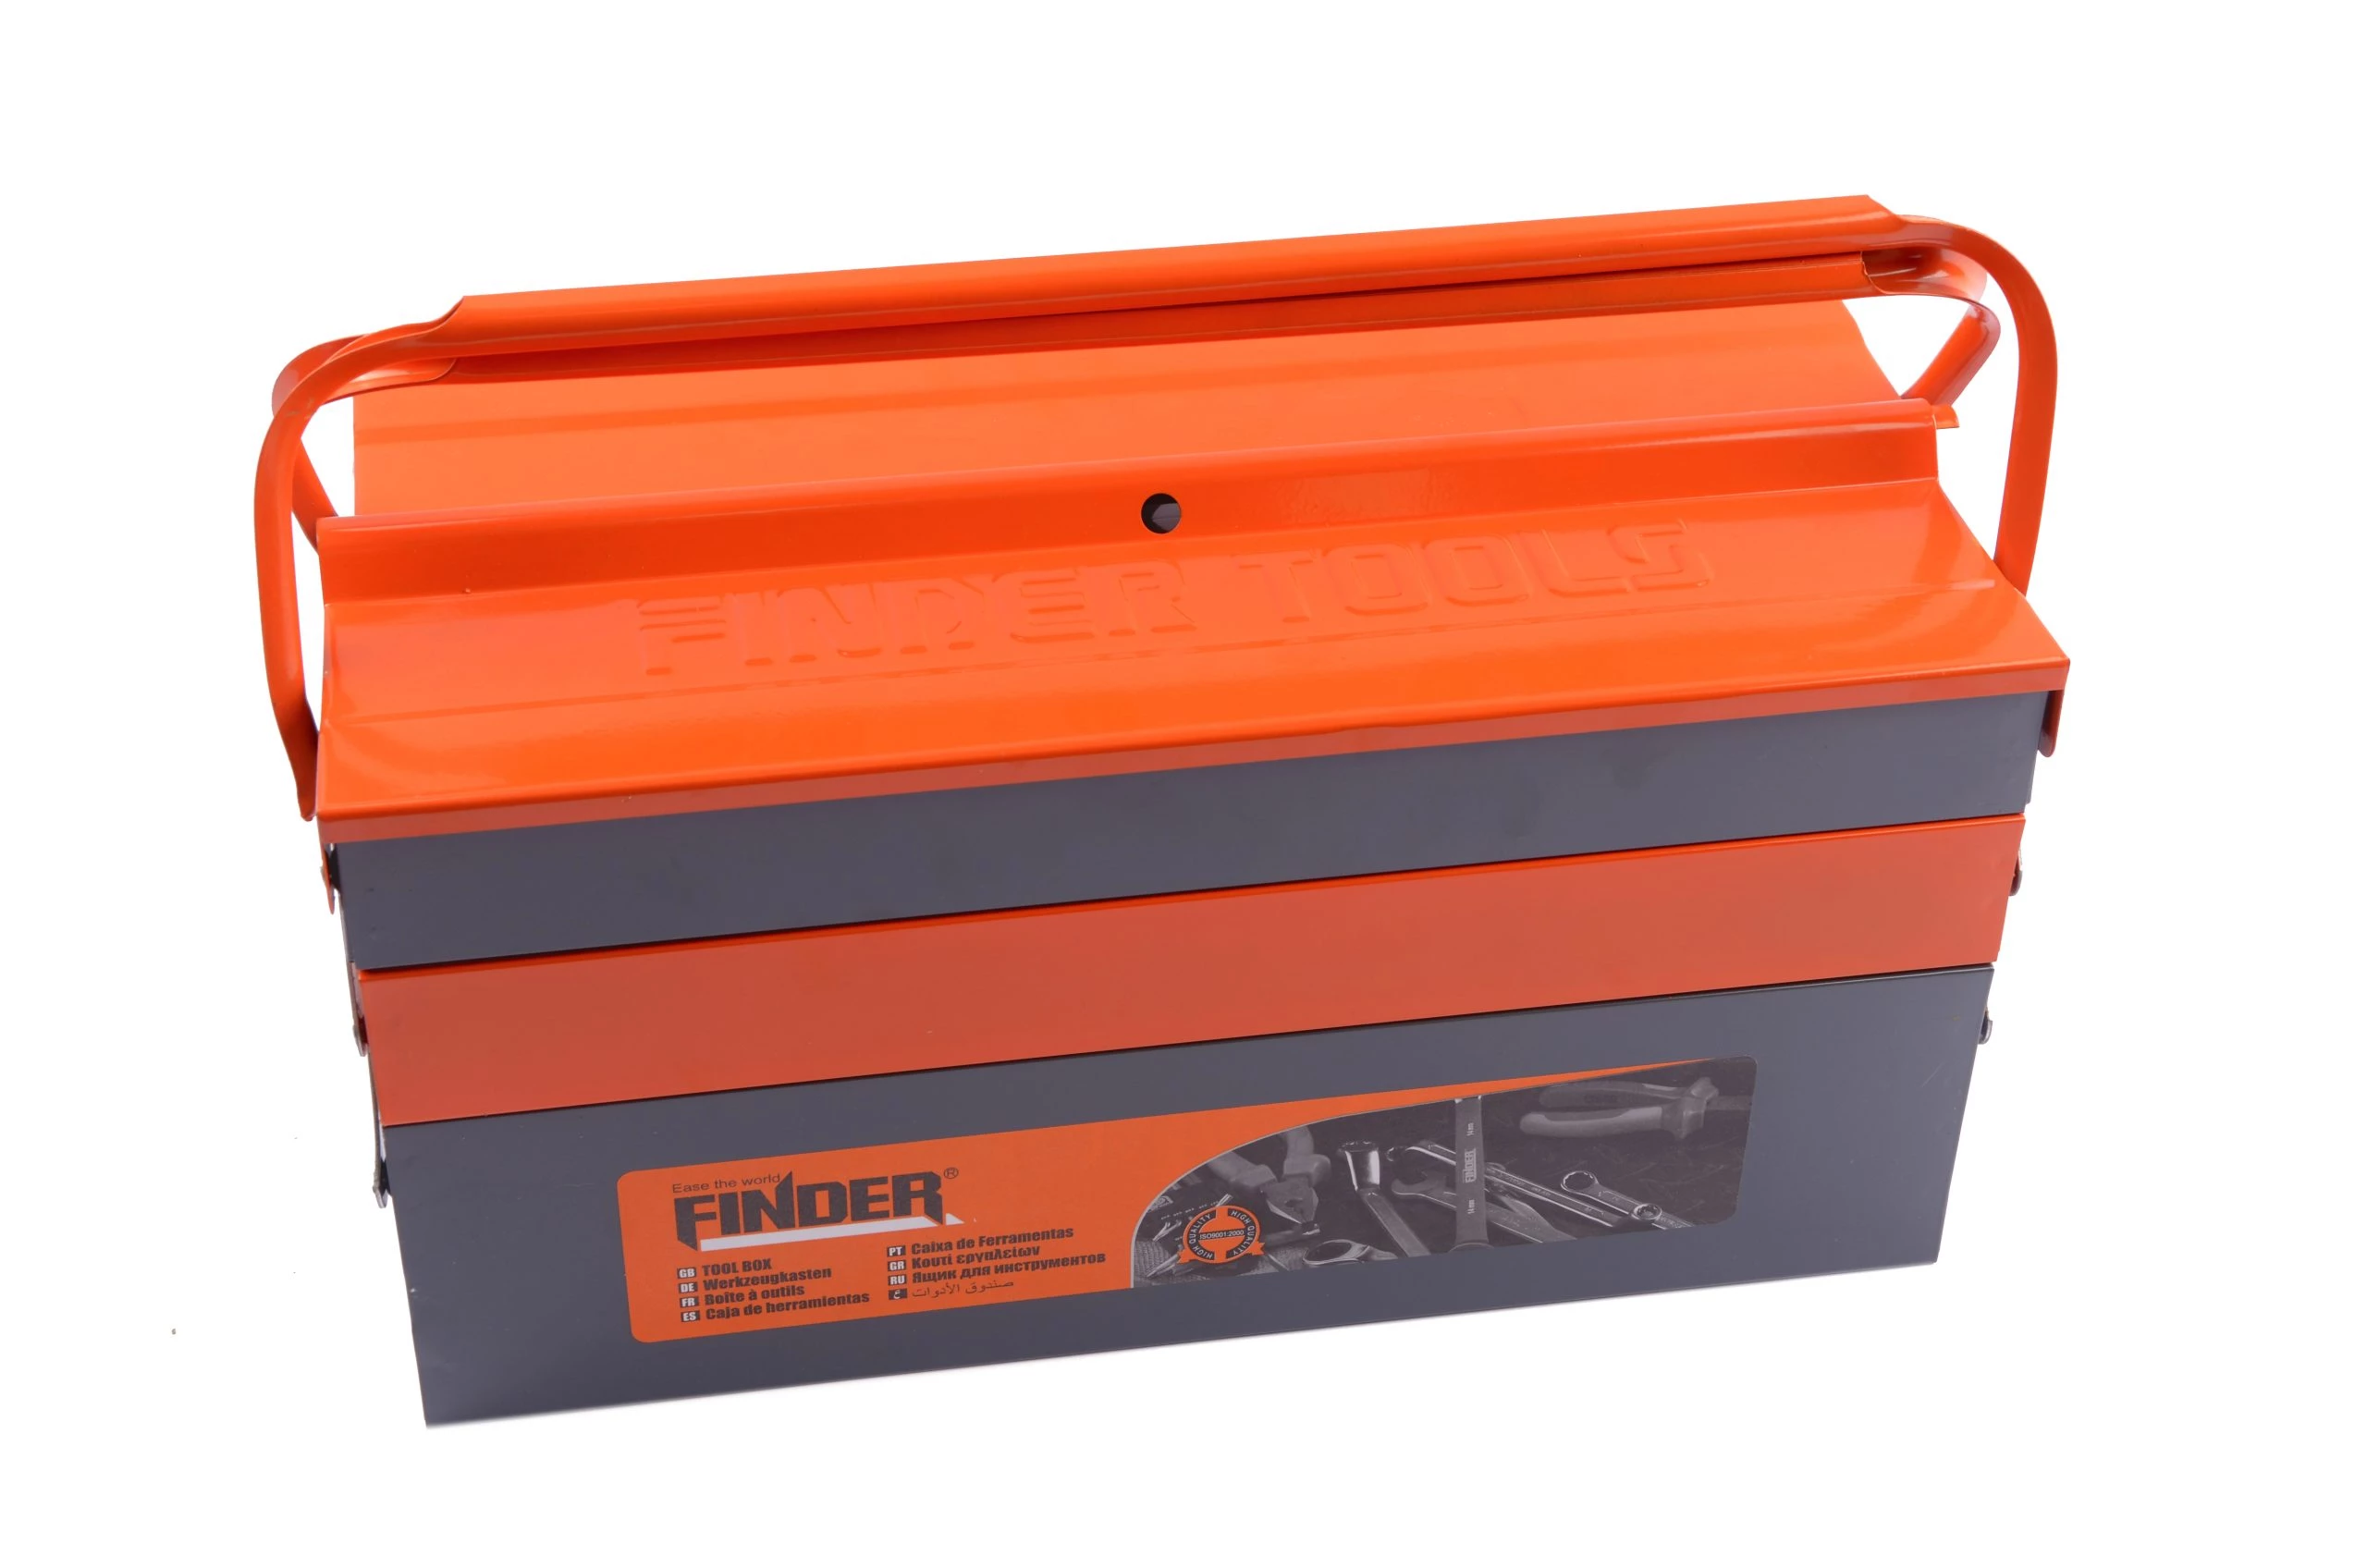 FINDER TOOLS
Ease the world
FINDER®
GB TOOL BOX
DE Werkzeugkasten
FR Boîte à outils
ES Caja de herramientas
PT Caixa de Ferramentas
GR Κουτί εργαλείων
RU Ящик для инструментов
ع صندوق الأدوات
HIGH QUALITY
ISO9001:2000
HIGH QUALITY
FINDER